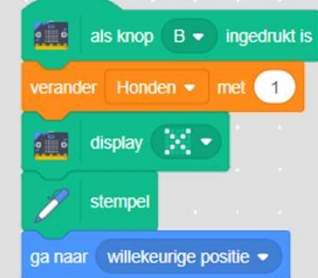 als knop B ingedrukt is
verander Honden met 1
display
stempel
ga naar willekeurige positie